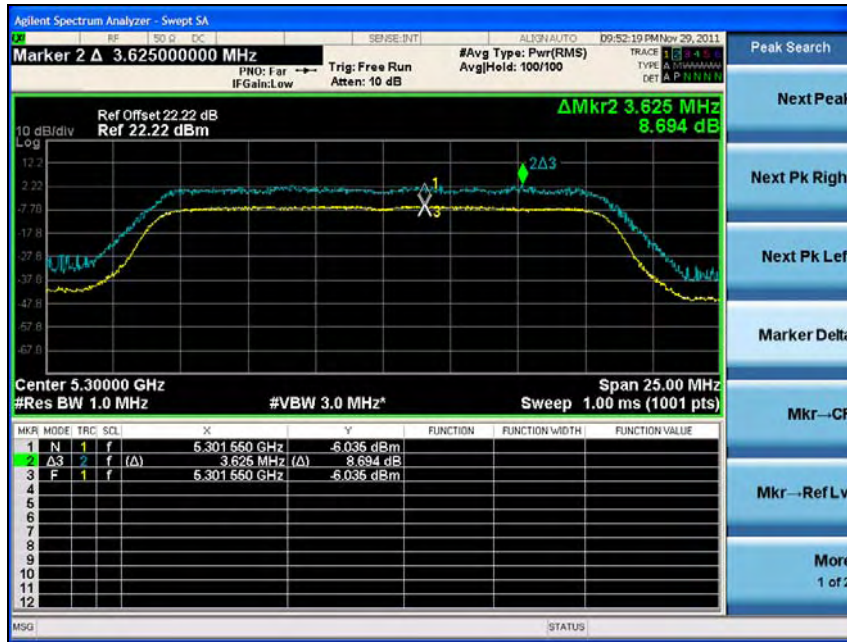 Agilent Spectrum Analyzer - Swept SA
RF 50 Ω DC SENSE:INT ALIGNAUTO 09:52:19 PM Nov 29, 2011
Marker 2 Δ 3.625000000 MHz
PNO: Far
IFGain:Low
Trig: Free Run
Atten: 10 dB
#Avg Type: Pwr(RMS)
Avg|Hold: 100/100
TRACE 1 2 3 4 5 6
TYPE A M W W W W
DET A P N N N N
Peak Search
ΔMkr2 3.625 MHz
8.694 dB
Ref Offset 22.22 dB
10 dB/div Ref 22.22 dBm
Log
12.2
2.22
-7.78
-17.8
-27.8
-37.8
-47.8
-57.8
-67.8
2Δ3
1
3
Center 5.30000 GHz Span 25.00 MHz
#Res BW 1.0 MHz #VBW 3.0 MHz* Sweep 1.00 ms (1001 pts)
MKR MODE TRC SCL X Y FUNCTION FUNCTION WIDTH FUNCTION VALUE
1 N 1 f 5.301 550 GHz -6.035 dBm
2 Δ3 2 f (Δ) 3.625 MHz (Δ) 8.694 dB
3 F 1 f 5.301 550 GHz -6.035 dBm
4
5
6
7
8
9
10
11
12
MSG STATUS
Next Peak
Next Pk Righ
Next Pk Lef
Marker Delta
Mkr→CF
Mkr→Ref Lv
More
1 of 2